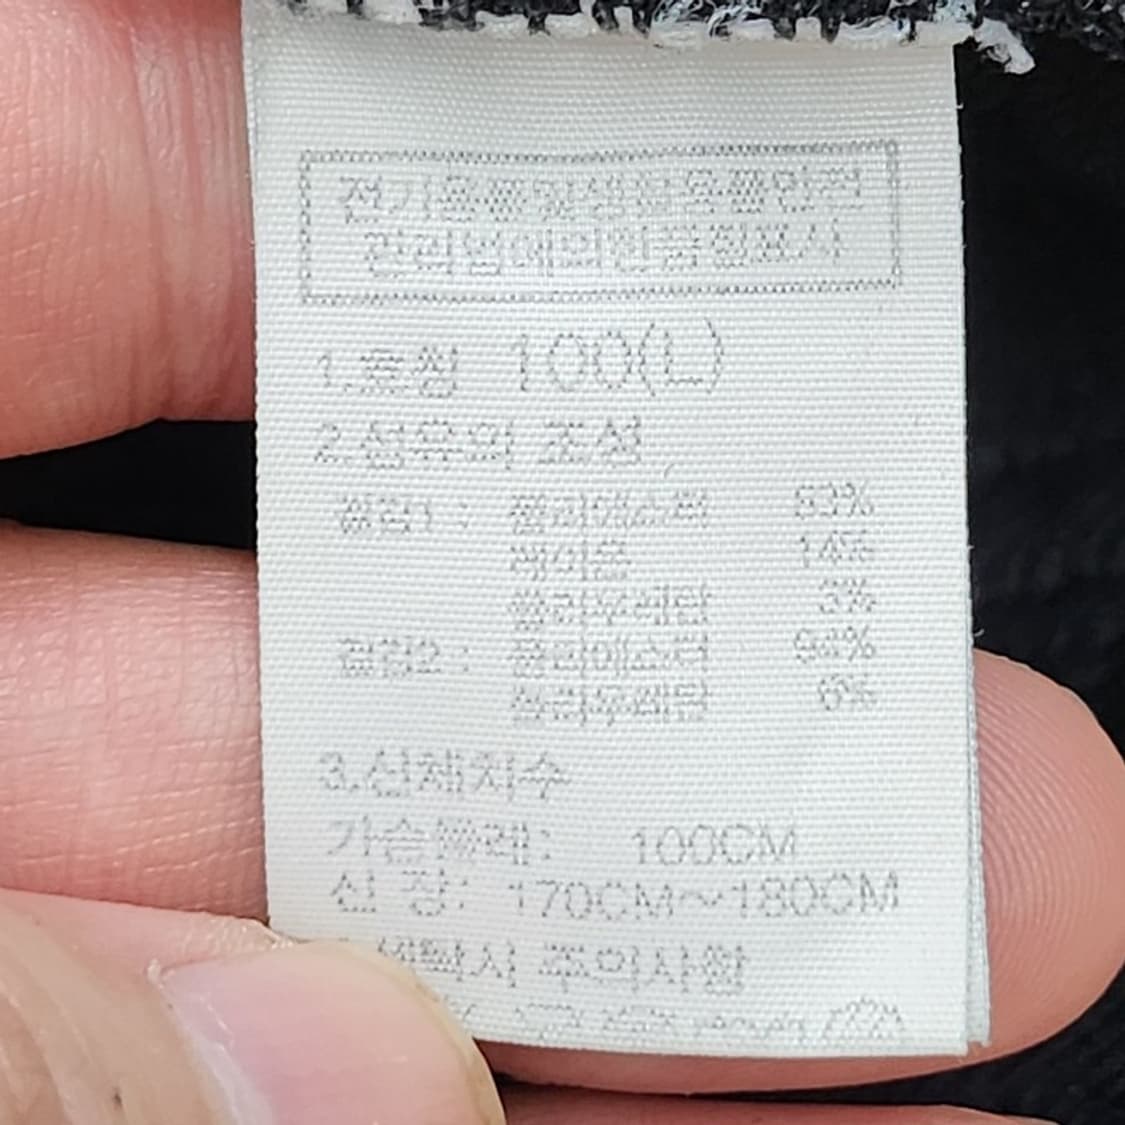 전기용품및생활용품안전
관리법에의한품질표시
1.호칭 100(L)
2.섬유의 조성
겉감1 : 폴리에스터 83%
레이온 14%
폴리우레탄 3%
겉감2 : 폴리에스터 94%
폴리우레탄 6%
3.신체치수
가슴둘레: 100CM
신 장: 170CM~180CM
세탁시 주의사항